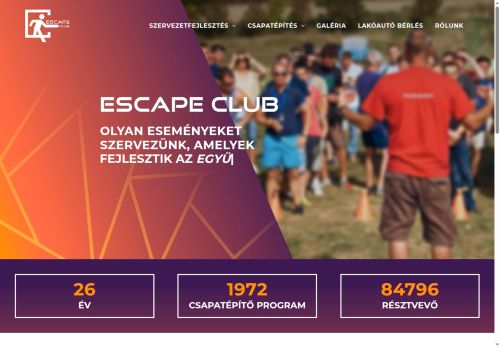 ESCAPE
CLUB
SZERVEZETFEJLESZTÉS CSAPATÉPÍTÉS GALÉRIA LAKÓAUTÓ BÉRLÉS RÓLUNK
ESCAPE CLUB
OLYAN ESEMÉNYEKET
SZERVEZÜNK, AMELYEK
FEJLESZTIK AZ EGYÜ|
26 1972 84796
ÉV CSAPATÉPÍTŐ PROGRAM RÉSZTVEVŐ